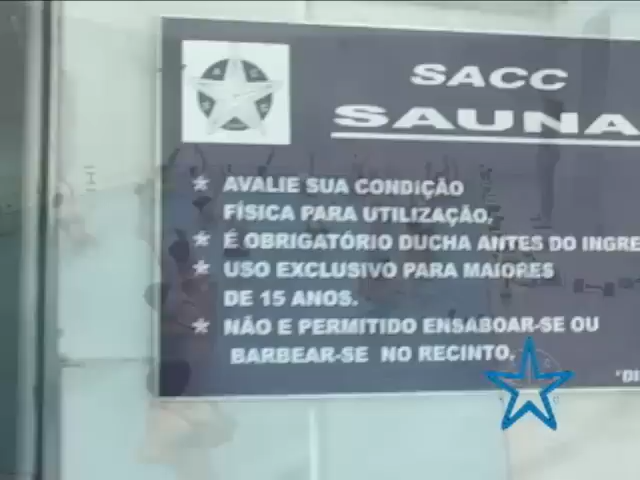 SACC
SAUNA
AVALIE SUA CONDIÇÃO
FÍSICA PARA UTILIZAÇÃO.
É OBRIGATÓRIO DUCHA ANTES DO INGRE
USO EXCLUSIVO PARA MAIORES
DE 15 ANOS.
NÃO E PERMITIDO ENSABOAR-SE OU
BARBEAR-SE NO RECINTO.
"DI